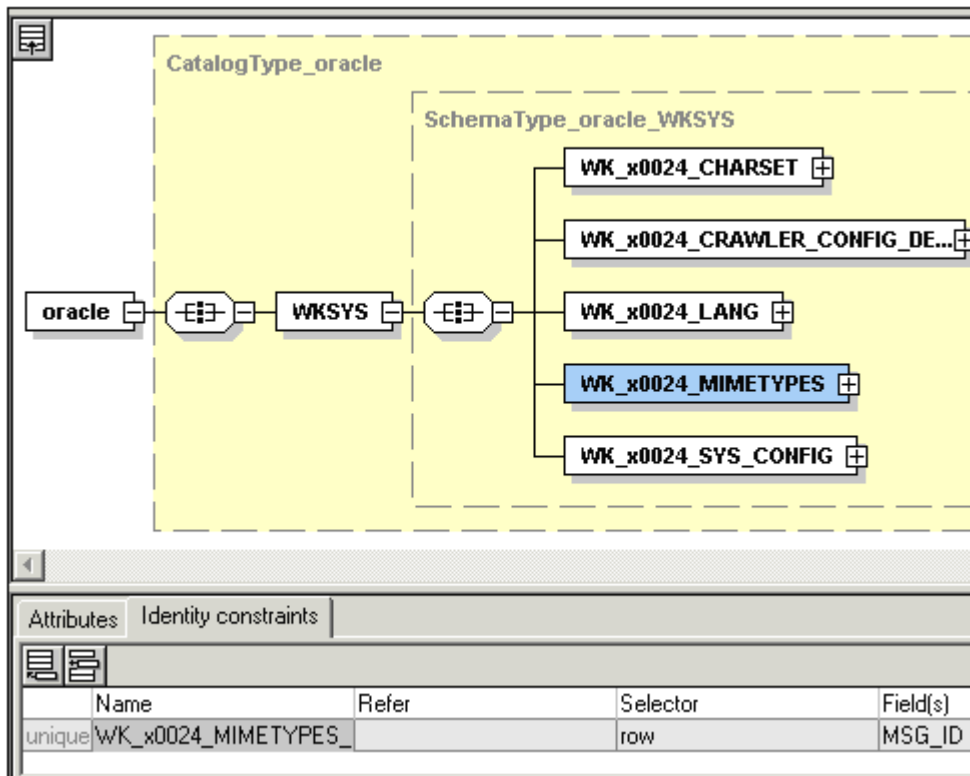 CatalogType_oracle
SchemaType_oracle_WKSYS
WK_x0024_CHARSET
WK_x0024_CRAWLER_CONFIG_DE...
oracle WKSYS WK_x0024_LANG
WK_x0024_MIMETYPES
WK_x0024_SYS_CONFIG
Attributes Identity constraints
Name Refer Selector Field(s)
unique WK_x0024_MIMETYPES_ row MSG_ID